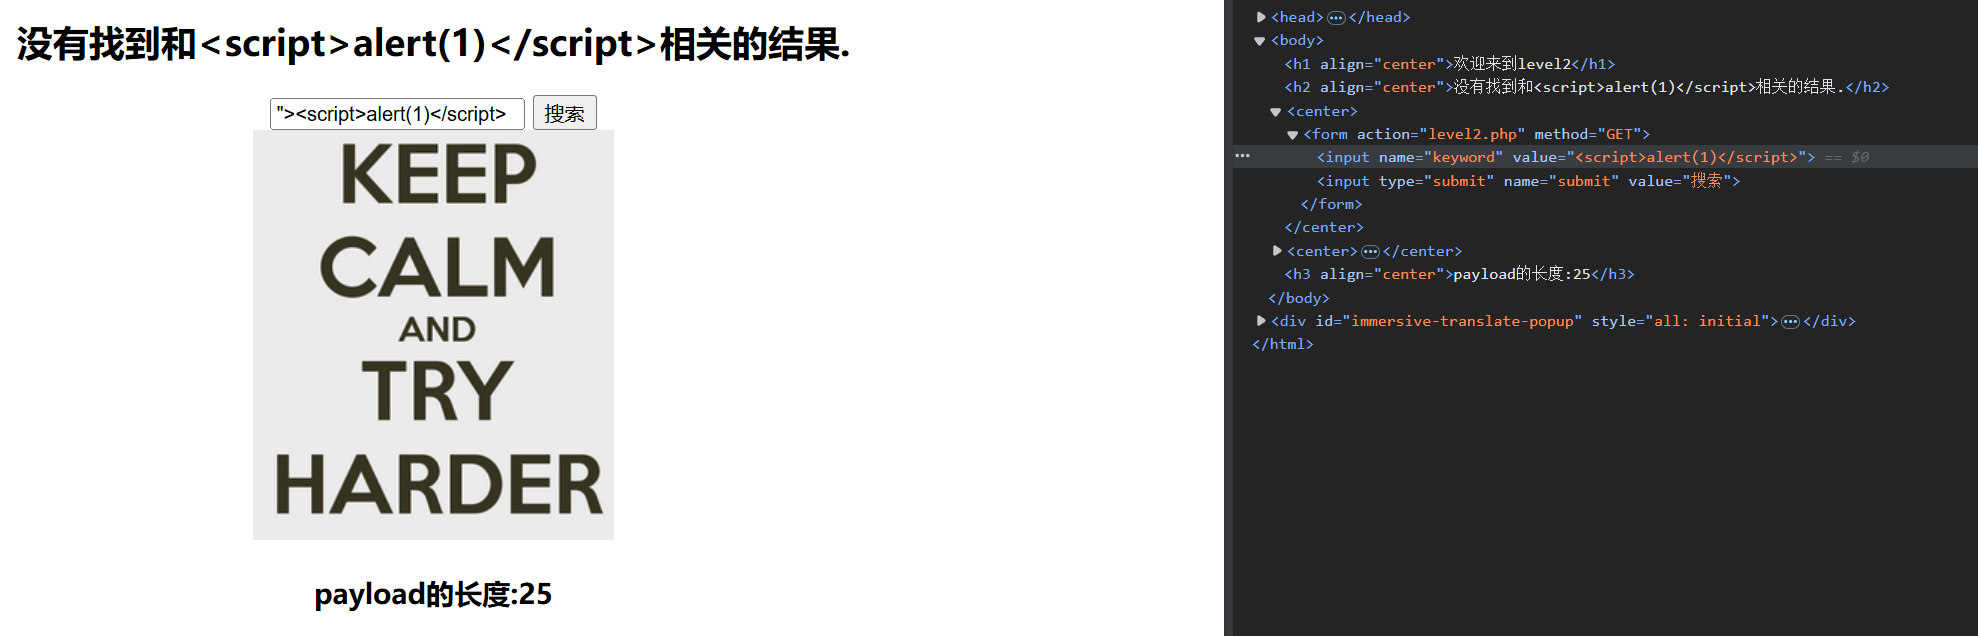 没有找到和<script>alert(1)</script>相关的结果.
"><script>alert(1)</script> 搜索
KEEP
CALM
AND
TRY
HARDER
payload的长度:25
<head>…</head>
<body>
<h1 align="center">欢迎来到level2</h1>
<h2 align="center">没有找到和<script>alert(1)</script>相关的结果.</h2>
<center>
<form action="level2.php" method="GET">
<input name="keyword" value="<script>alert(1)</script>"> == $0
<input type="submit" name="submit" value="搜索">
</form>
</center>
<center>…</center>
<h3 align="center">payload的长度:25</h3>
</body>
<div id="immersive-translate-popup" style="all: initial">…</div>
</html>